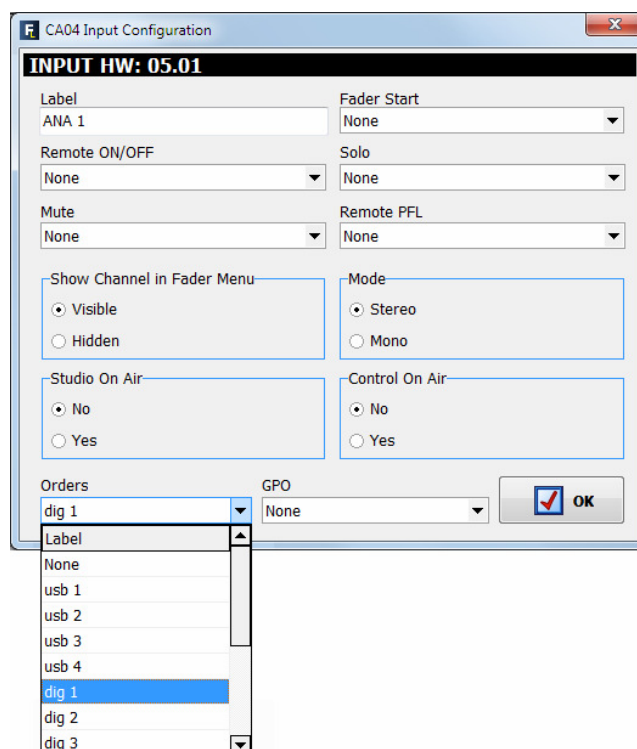 CA04 Input Configuration
INPUT HW: 05.01
Label
Fader Start
ANA 1
None
Remote ON/OFF
Solo
None
None
Mute
Remote PFL
None
None
Show Channel in Fader Menu
Mode
Visible
Stereo
Hidden
Mono
Studio On Air
Control On Air
No
No
Yes
Yes
Orders
GPO
dig 1
None
OK
Label
None
usb 1
usb 2
usb 3
usb 4
dig 1
dig 2
dig 3